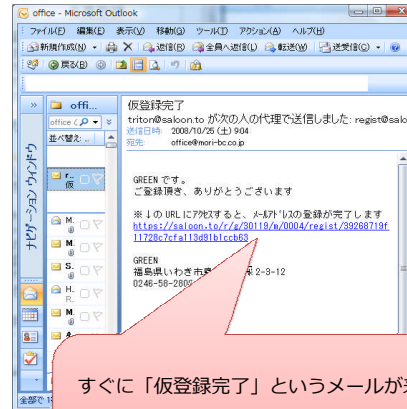 office - Microsoft Outlook
ファイル(F) 編集(E) 表示(V) 移動(G) ツール(T) アクション(A) ヘルプ(H)
新規作成(N) 返信(R) 全員へ返信(L) 転送(W) 送受信(C)
戻る(O)
offi...
office
並べ替え:
ナビゲーション ウィンドウ
仮登録完了
triton@saloon.to が次の人の代理で送信しました: regist@salo
送信日時: 2008/10/25 (土) 9:04
宛先: office@mori-bc.co.jp
GREEN です。
ご登録頂き、ありがとうございます
※↓の URL にアクセスすると、メールアドレスの登録が完了します
https://saloon.to/r/g/30119/m/0004/regist/39268719f
11728c7cfa113d91b1ccb63
GREEN
福島県いわき市
2-3-12
0246-58-280
仮
M.
M.
S.
H.
R.
M.
すぐに「仮登録完了」というメールが
全部で